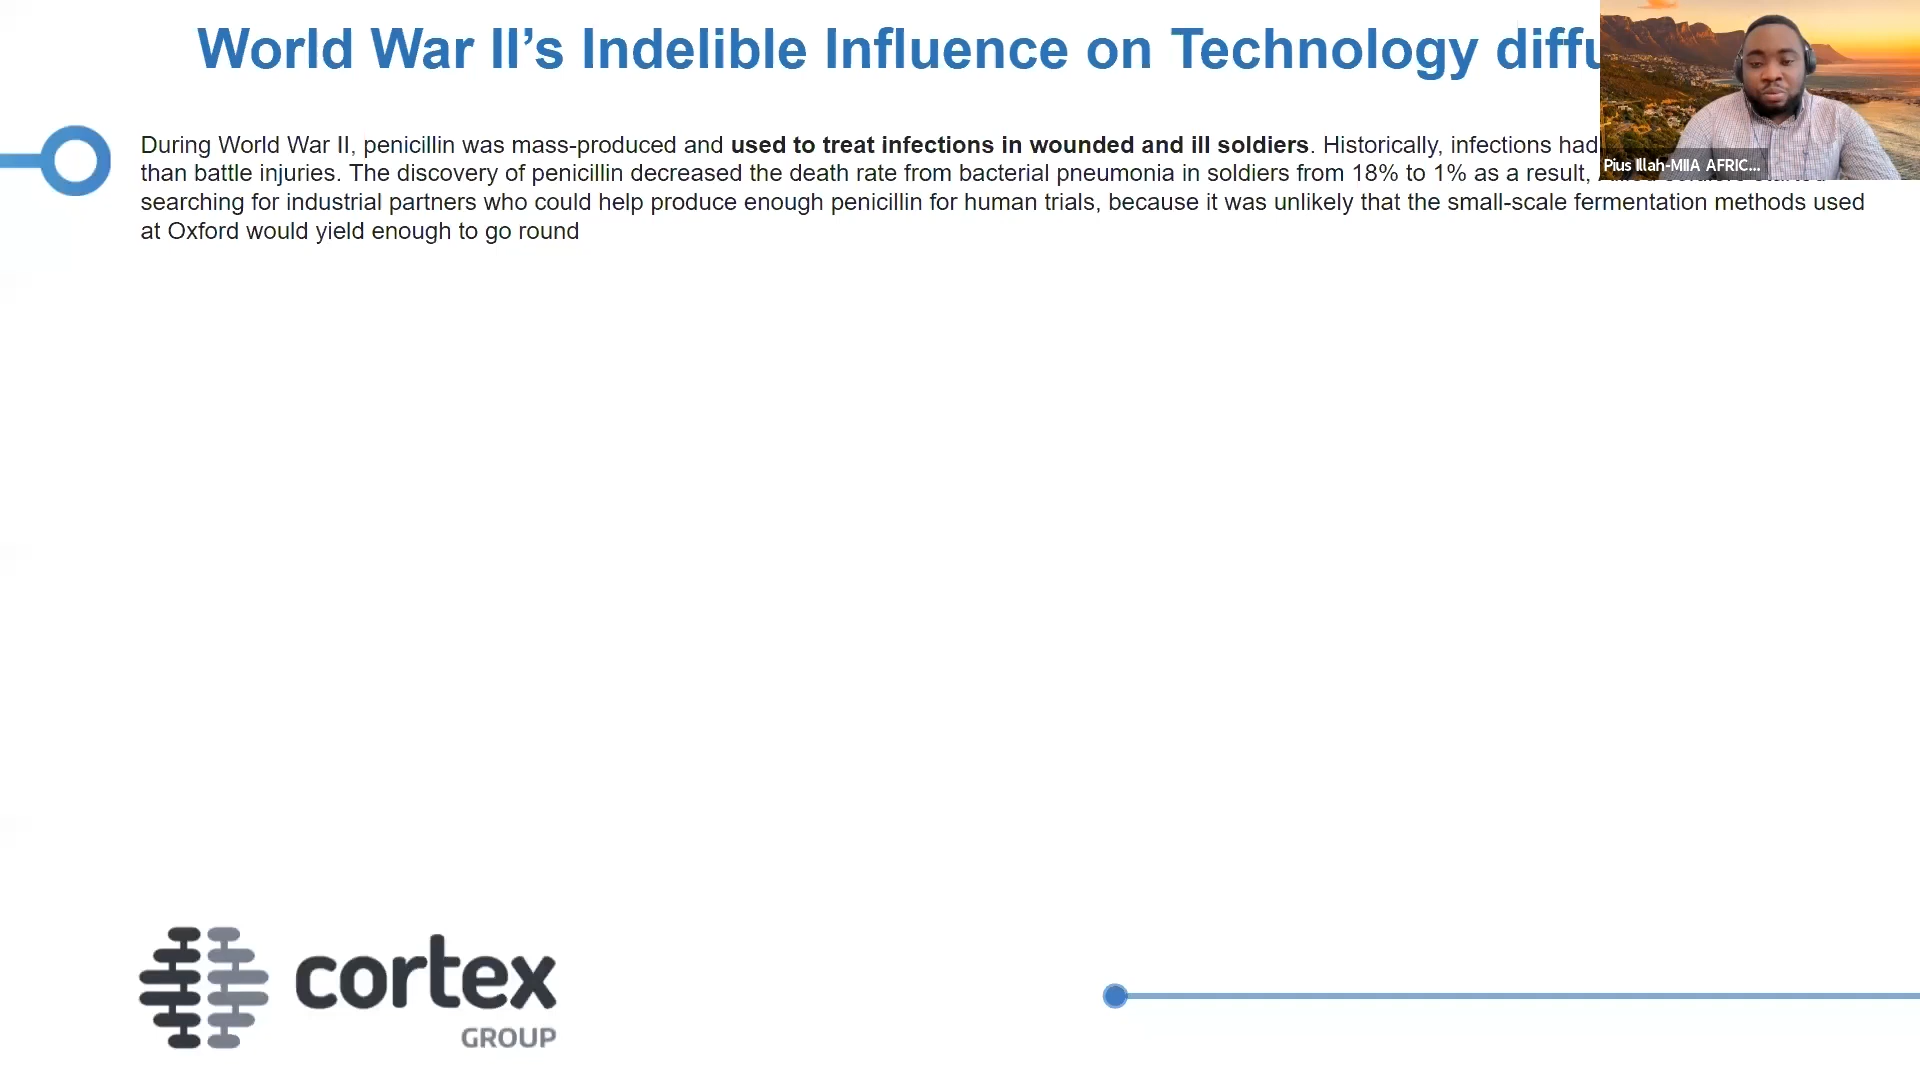 World War II’s Indelible Influence on Technology diffu
During World War II, penicillin was mass-produced and used to treat infections in wounded and ill soldiers. Historically, infections had
than battle injuries. The discovery of penicillin decreased the death rate from bacterial pneumonia in soldiers from 18% to 1% as a result,
searching for industrial partners who could help produce enough penicillin for human trials, because it was unlikely that the small-scale fermentation methods used
at Oxford would yield enough to go round
Pius Illah-MIIA AFRIC...
cortex
GROUP